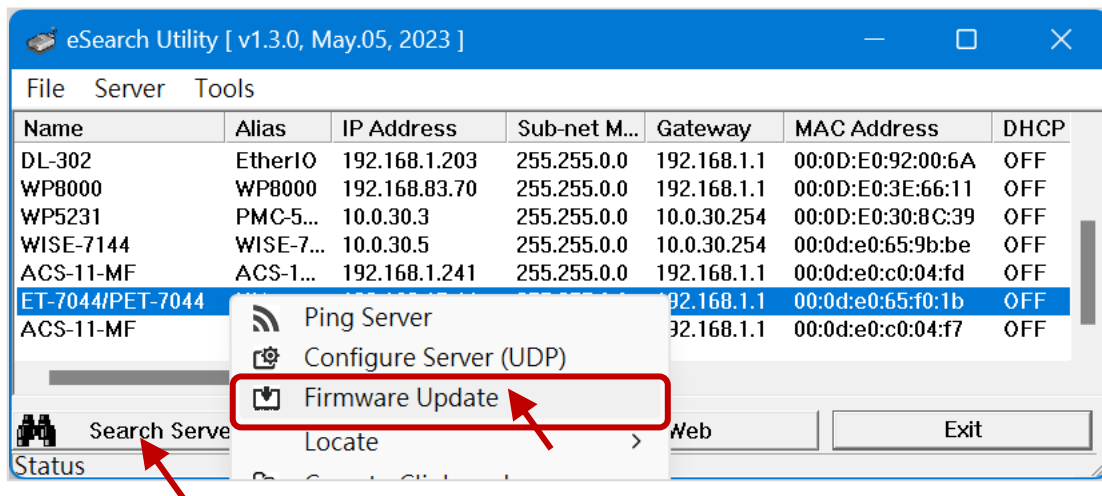 eSearch Utility [ v1.3.0, May.05, 2023 ]
File Server Tools
Name Alias IP Address Sub-net M... Gateway MAC Address DHCP
DL-302 EtherIO 192.168.1.203 255.255.0.0 192.168.1.1 00:0D:E0:92:00:6A OFF
WP8000 WP8000 192.168.83.70 255.255.0.0 192.168.1.1 00:0D:E0:3E:66:11 OFF
WP5231 PMC-5... 10.0.30.3 255.255.0.0 10.0.30.254 00:0D:E0:30:8C:39 OFF
WISE-7144 WISE-7... 10.0.30.5 255.255.0.0 10.0.30.254 00:0d:e0:65:9b:be OFF
ACS-11-MF ACS-1... 192.168.1.241 255.255.0.0 192.168.1.1 00:0d:e0:c0:04:fd OFF
ET-7044/PET-7044 92.168.1.1 00:0d:e0:65:f0:1b OFF
ACS-11-MF 92.168.1.1 00:0d:e0:c0:04:f7 OFF
Ping Server
Configure Server (UDP)
Firmware Update
Locate
Search Serve Web Exit
Status